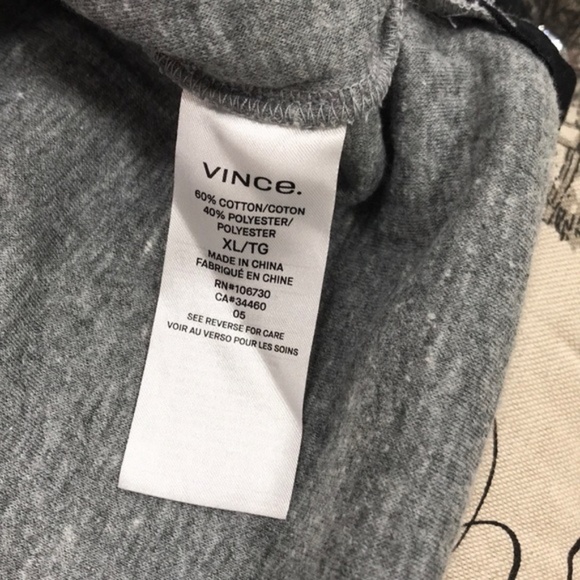 VINCE.
60% COTTON/COTON
40% POLYESTER/
POLYESTER
XL/TG
MADE IN CHINA
FABRIQUÉ EN CHINE
RN#106730
CA#34460
05
SEE REVERSE FOR CARE
VOIR AU VERSO POUR LES SOINS